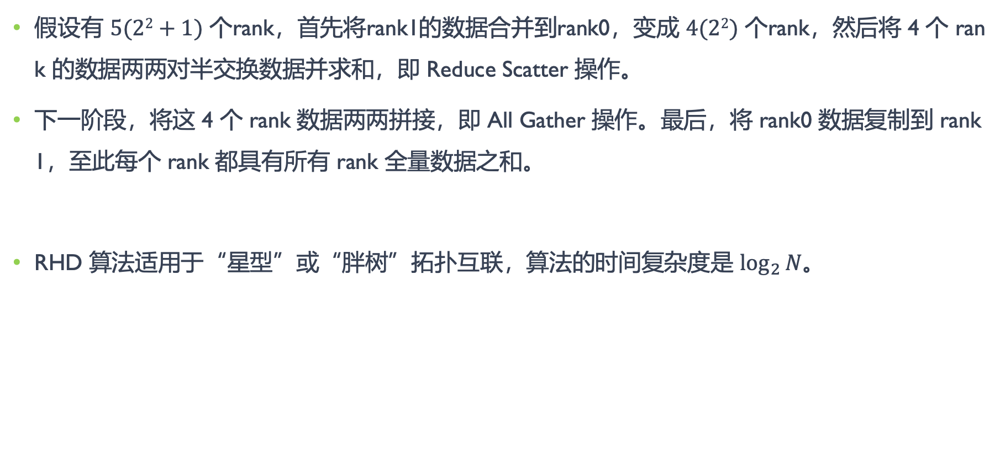 • 假设有 5(2² + 1) 个rank，首先将rank1的数据合并到rank0，变成 4(2²) 个rank，然后将 4 个 ran
k 的数据两两对半交换数据并求和，即 Reduce Scatter 操作。
• 下一阶段，将这 4 个 rank 数据两两拼接，即 All Gather 操作。最后，将 rank0 数据复制到 rank
1，至此每个 rank 都具有所有 rank 全量数据之和。
• RHD 算法适用于“星型”或“胖树”拓扑互联，算法的时间复杂度是 log₂ N。